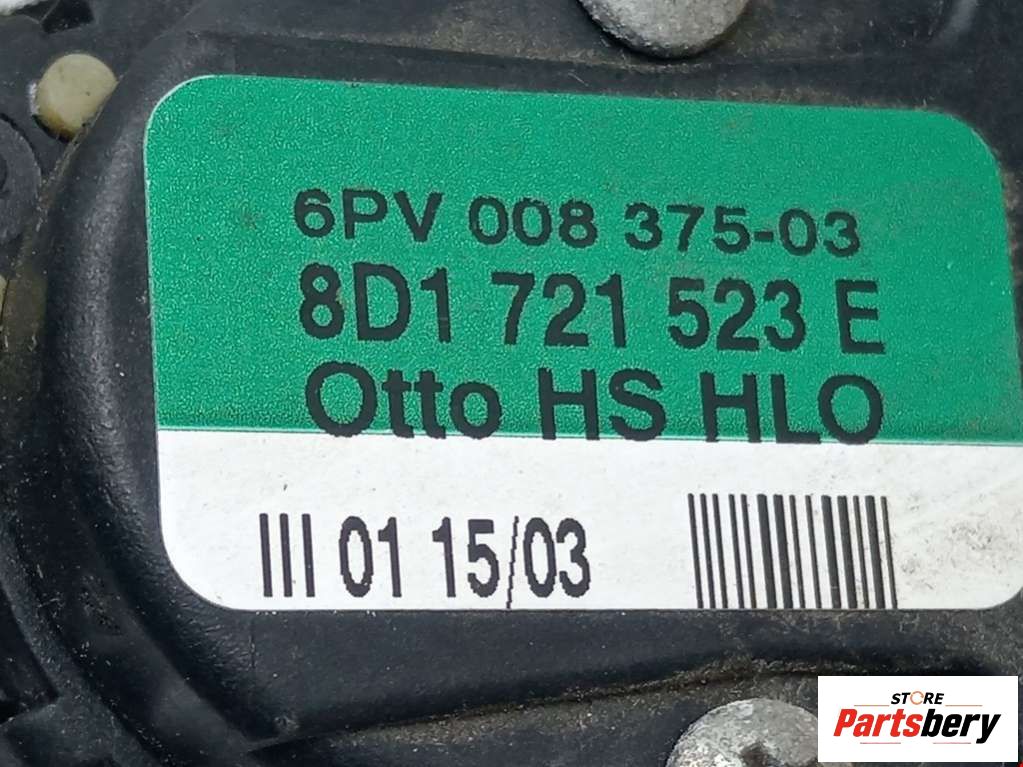 6PV 008 375-03
8D1 721 523 E
Otto HS HLO
III 01 15/03
STORE
Partsbery